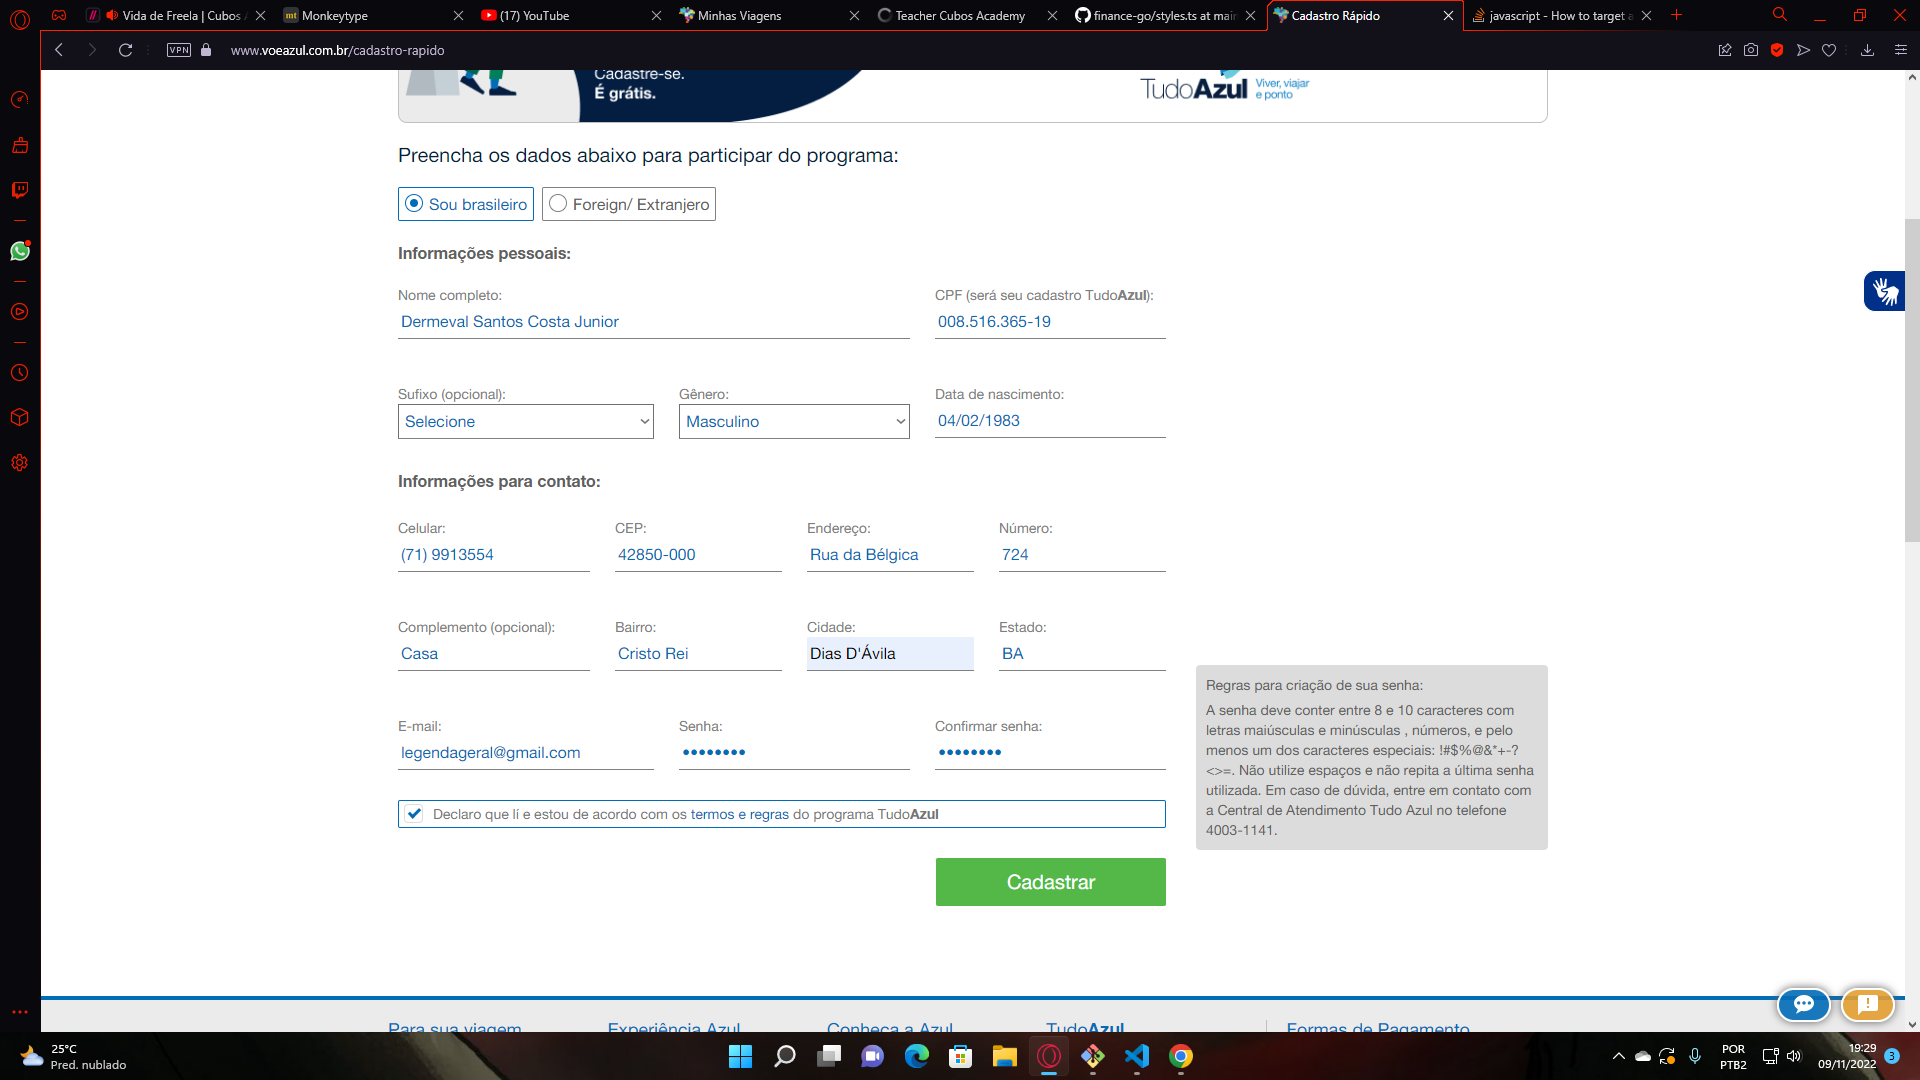 Vida de Freela | Cubos
Monkeytype
(17) YouTube
Minhas Viagens
Teacher Cubos Academy
finance-go/styles.ts at main
Cadastro Rápido
javascript - How to target a
VPN
www.voeazul.com.br/cadastro-rapido
Cadastre-se.
É grátis.
TudoAzul
Viver, viajar
e ponto
Preencha os dados abaixo para participar do programa:
Sou brasileiro
Foreign/ Extranjero
Informações pessoais:
Nome completo:
CPF (será seu cadastro TudoAzul):
Dermeval Santos Costa Junior
008.516.365-19
Sufixo (opcional):
Gênero:
Data de nascimento:
Selecione
Masculino
04/02/1983
Informações para contato:
Celular:
CEP:
Endereço:
Número:
(71) 9913554
42850-000
Rua da Bélgica
724
Complemento (opcional):
Bairro:
Cidade:
Estado:
Casa
Cristo Rei
Dias D'Ávila
BA
E-mail:
Senha:
Confirmar senha:
legendageral@gmail.com
••••••••
••••••••
Regras para criação de sua senha:
A senha deve conter entre 8 e 10 caracteres com
letras maiúsculas e minúsculas , números, e pelo
menos um dos caracteres especiais: !#$%@&*+-?
<>=. Não utilize espaços e não repita a última senha
utilizada. Em caso de dúvida, entre em contato com
a Central de Atendimento Tudo Azul no telefone
4003-1141.
Declaro que lí e estou de acordo com os termos e regras do programa TudoAzul
Cadastrar
Para sua viagem
Experiência Azul
Conheça a Azul
TudoAzul
Formas de Pagamento
25°C
Pred. nublado
POR
PTB2
19:29
09/11/2022
3